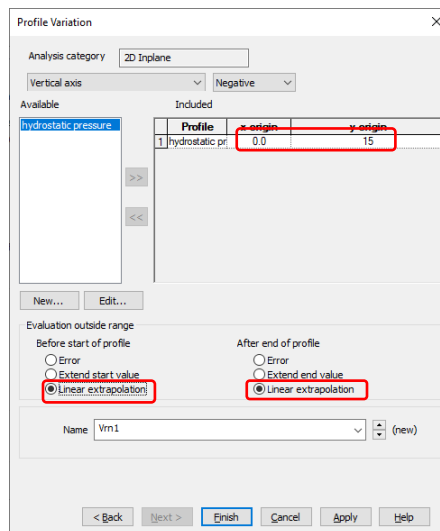 Profile Variation
Analysis category 2D Inplane
Vertical axis Negative
Available Included
hydrostatic pressure
Profile x origin y origin
1 hydrostatic pr 0.0 15
>>
<<
New... Edit...
Evaluation outside range
Before start of profile After end of profile
Error Error
Extend start value Extend end value
Linear extrapolation Linear extrapolation
Name Vrn1 (new)
< Back Next > Finish Cancel Apply Help